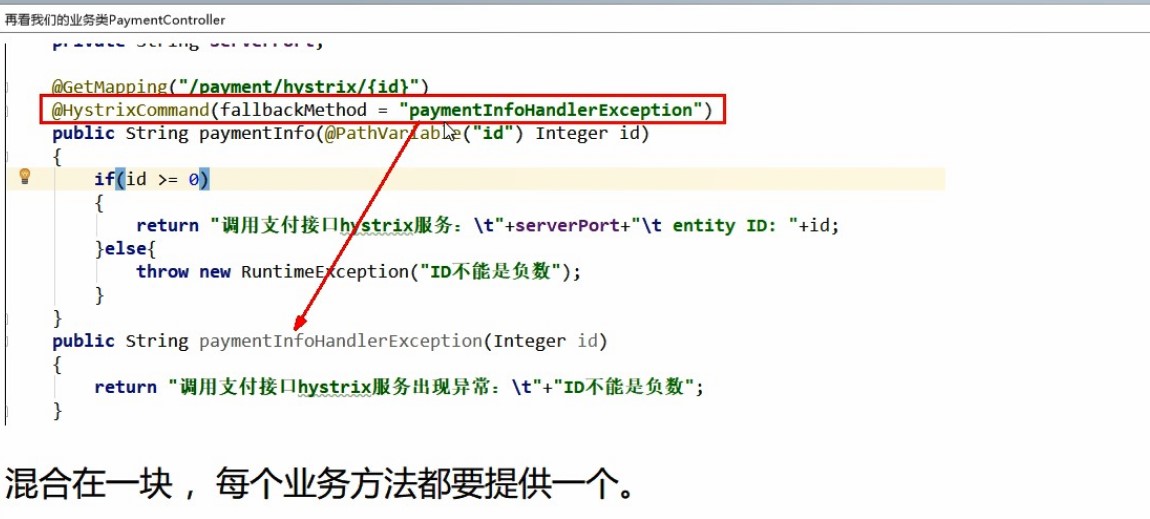 再看我们的业务类PaymentController
private String serverPort;
@GetMapping("/payment/hystrix/{id}")
@HystrixCommand(fallbackMethod = "paymentInfoHandlerException")
public String paymentInfo(@PathVariable("id") Integer id)
{
if(id >= 0)
{
return "调用支付接口hystrix服务：\t"+serverPort+"\t entity ID: "+id;
}else{
throw new RuntimeException("ID不能是负数");
}
}
public String paymentInfoHandlerException(Integer id)
{
return "调用支付接口hystrix服务出现异常：\t"+"ID不能是负数";
}
混合在一块 ，每个业务方法都要提供一个。